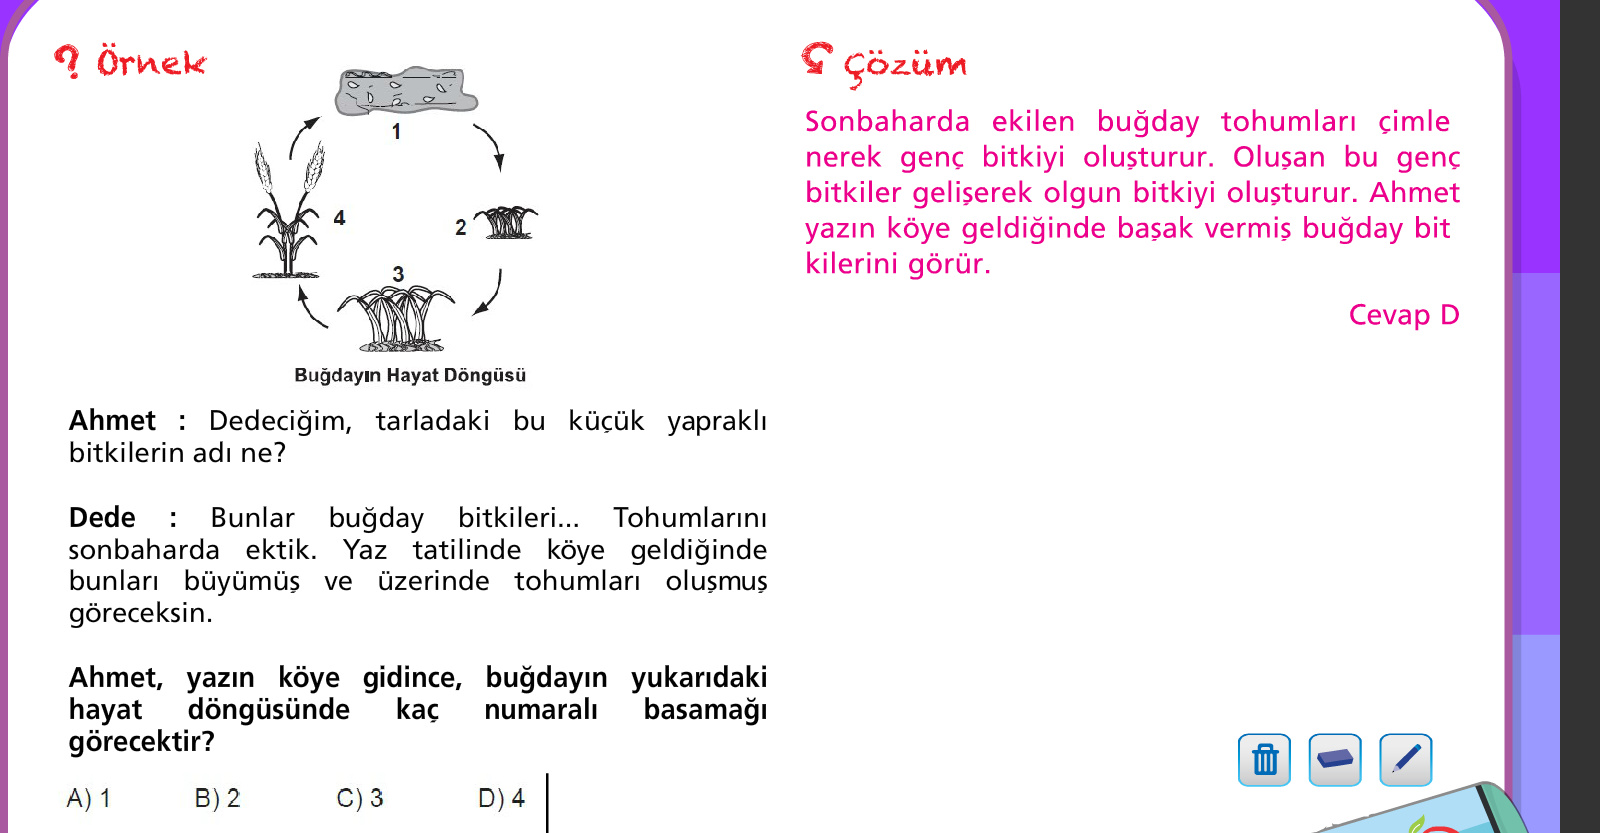 ? Örnek
1
4
2
3
Buğdayın Hayat Döngüsü
Ahmet : Dedeciğim, tarladaki bu küçük yapraklı
bitkilerin adı ne?
Dede : Bunlar buğday bitkileri... Tohumlarını
sonbaharda ektik. Yaz tatilinde köye geldiğinde
bunları büyümüş ve üzerinde tohumları oluşmuş
göreceksin.
Ahmet, yazın köye gidince, buğdayın yukarıdaki
hayat döngüsünde kaç numaralı basamağı
görecektir?
A) 1 B) 2 C) 3 D) 4
Çözüm
Sonbaharda ekilen buğday tohumları çimle
nerek genç bitkiyi oluşturur. Oluşan bu genç
bitkiler gelişerek olgun bitkiyi oluşturur. Ahmet
yazın köye geldiğinde başak vermiş buğday bit
kilerini görür.
Cevap D